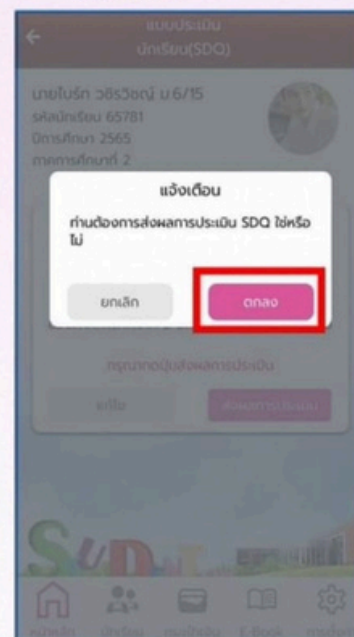 แบบประเมิน
นักเรียน(SDQ)
นายไบร์ท วชิรวิชญ์ ม.6/15
รหัสนักเรียน 65781
ปีการศึกษา 2565
ภาคการศึกษาที่ 2
แจ้งเตือน
ท่านต้องการส่งผลการประเมิน SDQ ใช่หรือ
ไม่
ยกเลิก
ตกลง
กรุณากดปุ่มส่งผลการประเมิน
แก้ไข
ส่งผลการประเมิน
หน้าหลัก นักเรียน E-Book